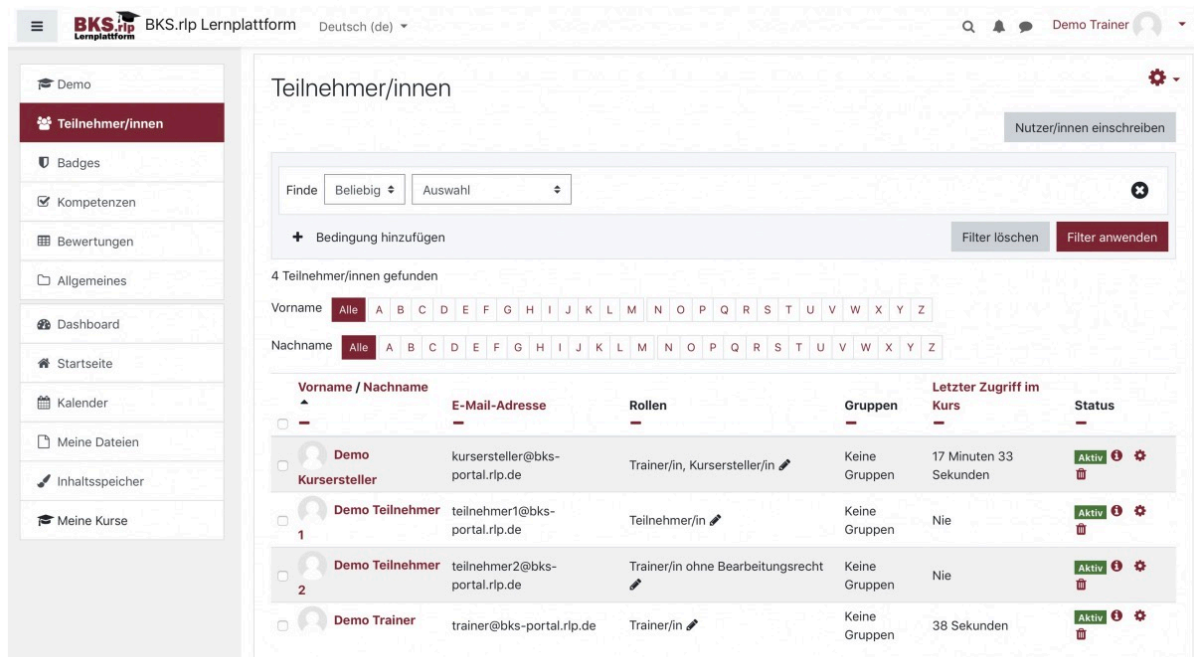 BKS.rlp Lernplattform BKS.rlp Lernplattform Deutsch (de) Demo Trainer
Demo
Teilnehmer/innen
Badges
Kompetenzen
Bewertungen
Allgemeines
Dashboard
Startseite
Kalender
Meine Dateien
Inhaltsspeicher
Meine Kurse
Teilnehmer/innen
Nutzer/innen einschreiben
Finde Beliebig Auswahl
Bedingung hinzufügen Filter löschen Filter anwenden
4 Teilnehmer/innen gefunden
Vorname Alle A B C D E F G H I J K L M N O P Q R S T U V W X Y Z
Nachname Alle A B C D E F G H I J K L M N O P Q R S T U V W X Y Z
Vorname / Nachname E-Mail-Adresse Rollen Gruppen Letzter Zugriff im
Kurs Status
Demo kursersteller@bks- Trainer/in, Kursersteller/in Keine 17 Minuten 33 Aktiv
Kursersteller portal.rlp.de Gruppen Sekunden
Demo Teilnehmer teilnehmer1@bks- Teilnehmer/in Keine Nie Aktiv
1 portal.rlp.de Gruppen
Demo Teilnehmer teilnehmer2@bks- Trainer/in ohne Bearbeitungsrecht Keine Nie Aktiv
2 portal.rlp.de Gruppen
Demo Trainer trainer@bks-portal.rlp.de Trainer/in Keine 38 Sekunden Aktiv
Gruppen